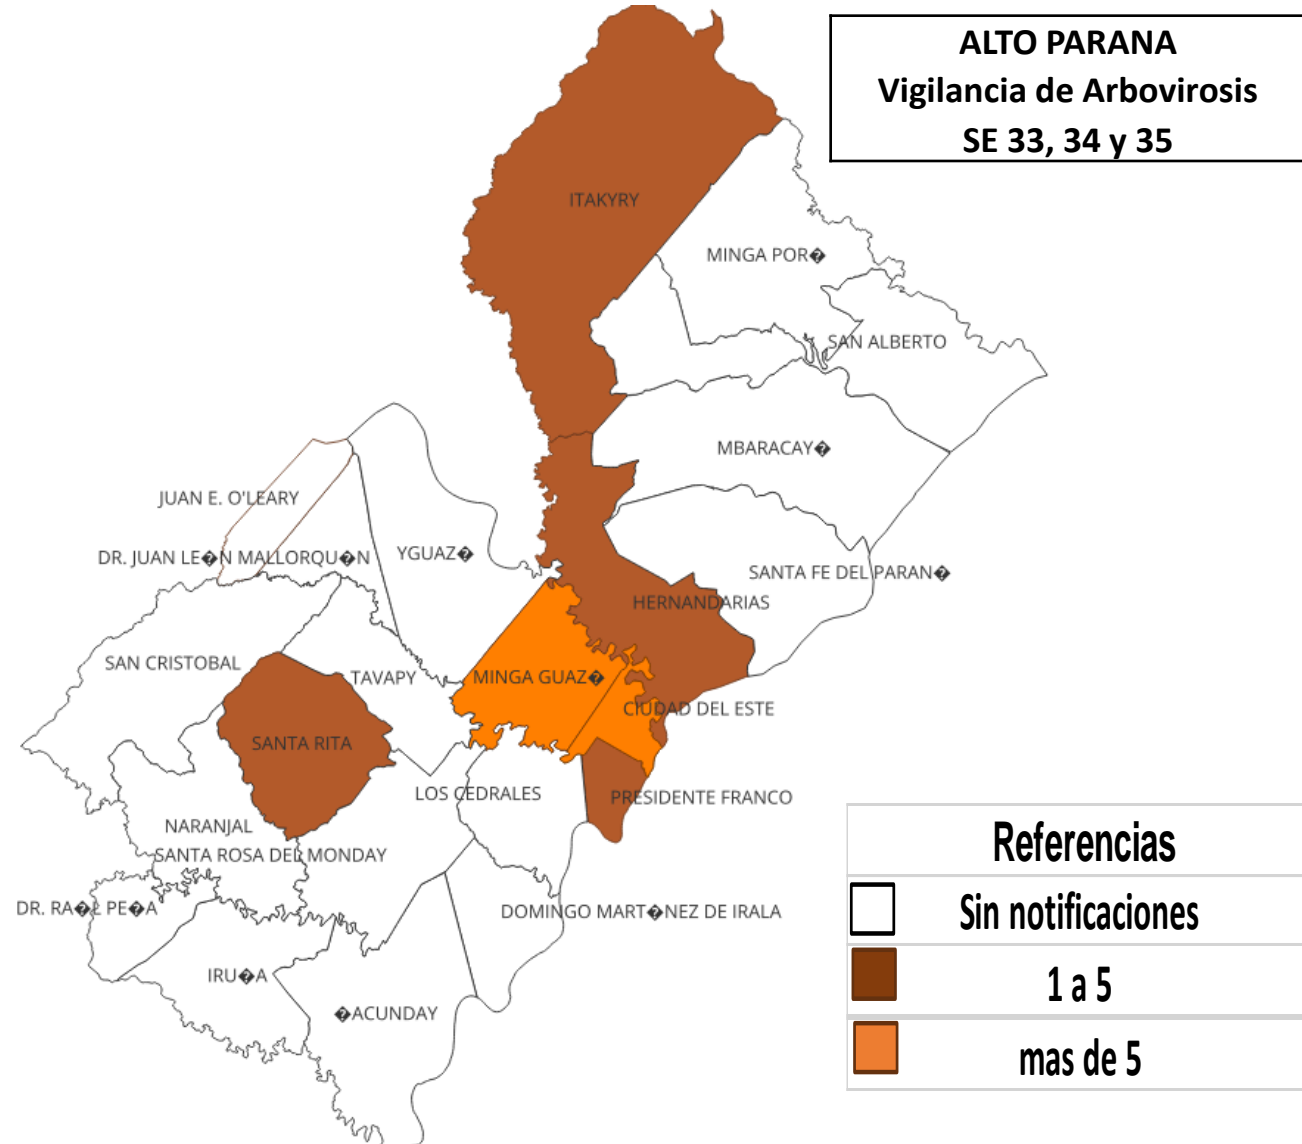 ALTO PARANA
Vigilancia de Arbovirosis
SE 33, 34 y 35
ITAKYRY
MINGA POR�
SAN ALBERTO
MBARACAY�
JUAN E. O'LEARY
DR. JUAN LE�N MALLORQU�N
YGUAZ�
SANTA FE DEL PARAN�
HERNANDARIAS
SAN CRISTOBAL
TAVAPY
MINGA GUAZ�
CIUDAD DEL ESTE
SANTA RITA
LOS CEDRALES
PRESIDENTE FRANCO
NARANJAL
SANTA ROSA DEL MONDAY
DR. RA�L PE�A
DOMINGO MART�NEZ DE IRALA
IRU�A
�ACUNDAY
Referencias
Sin notificaciones
1 a 5
mas de 5